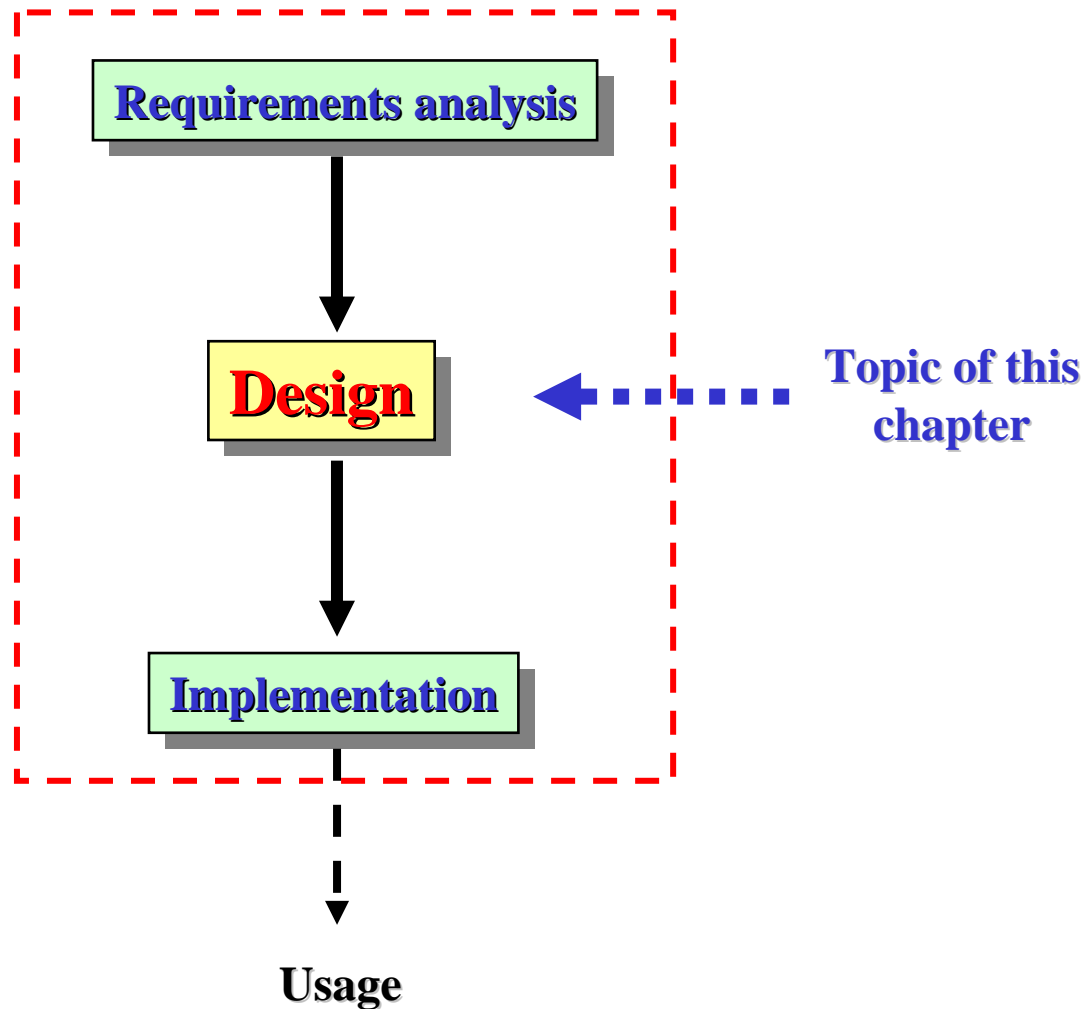 Requirements analysis
Design
Topic of this
chapter
Implementation
Usage